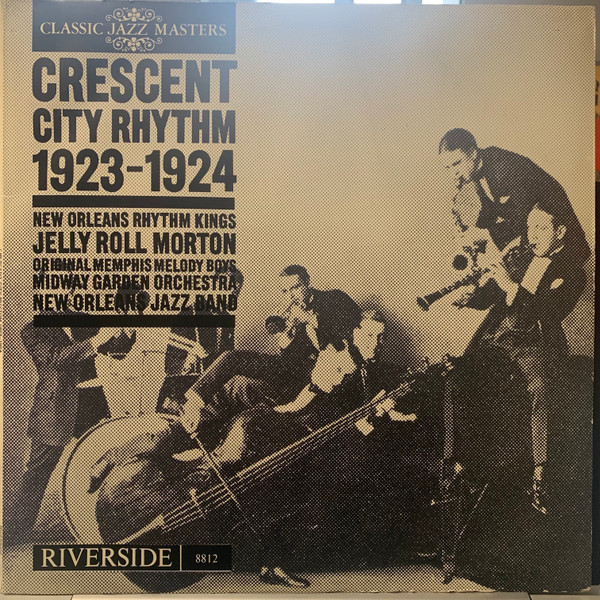 CLASSIC JAZZ MASTERS
CRESCENT
CITY RHYTHM
1923-1924
NEW ORLEANS RHYTHM KINGS
JELLY ROLL MORTON
ORIGINAL MEMPHIS MELODY BOYS
MIDWAY GARDEN ORCHESTRA
NEW ORLEANS JAZZ BAND
RIVERSIDE 8812